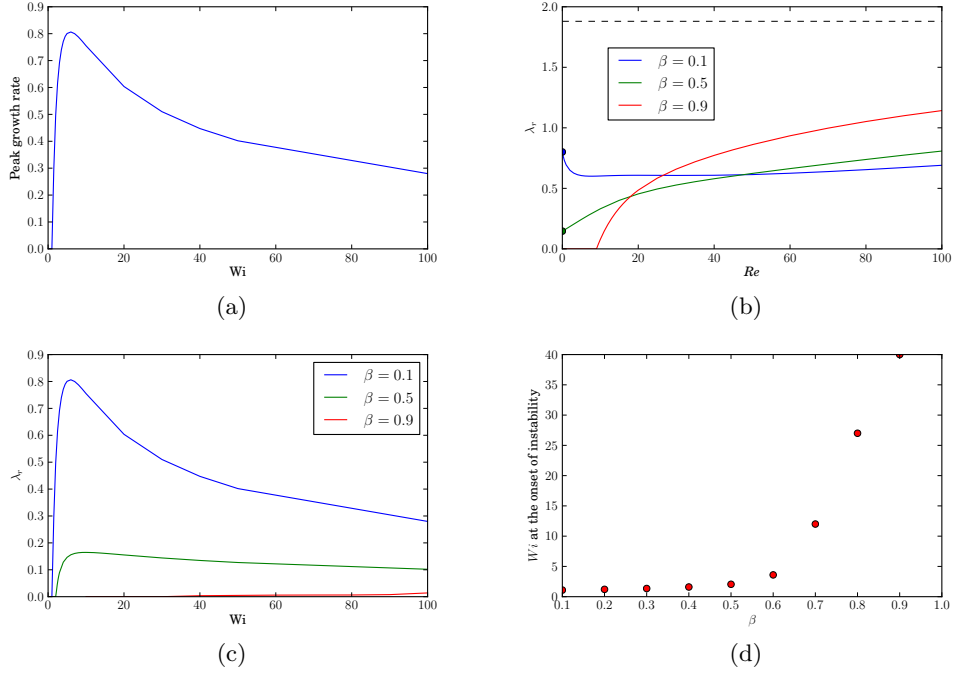 0.9
0.8
0.7
0.6
0.5
0.4
0.3
0.2
0.1
0.0
Peak growth rate
0 20 40 60 80 100
Wi
(a)
2.0
1.5
1.0
0.5
0.0
λr
β = 0.1
β = 0.5
β = 0.9
0 20 40 60 80 100
Re
(b)
0.9
0.8
0.7
0.6
0.5
0.4
0.3
0.2
0.1
0.0
λr
β = 0.1
β = 0.5
β = 0.9
0 20 40 60 80 100
Wi
(c)
40
35
30
25
20
15
10
5
0
Wi at the onset of instability
0.1 0.2 0.3 0.4 0.5 0.6 0.7 0.8 0.9 1.0
β
(d)